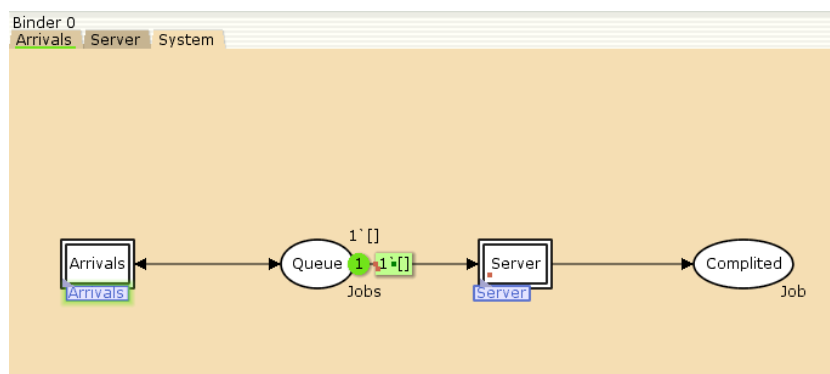 Binder 0
Arrivals Server System
1`[]
Arrivals Queue 1 1`[] Server Complited
Arrivals Jobs Server Job